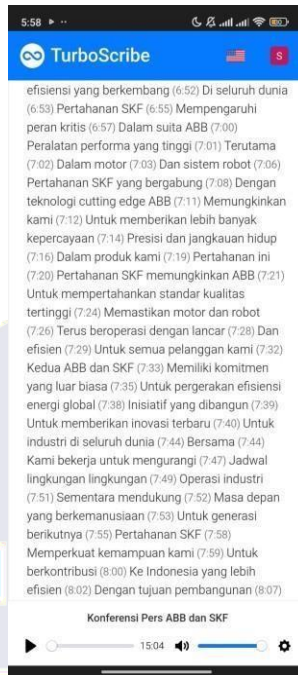 5:58
TurboScribe
S
efisiensi yang berkembang (6:52) Di seluruh dunia
(6:53) Pertahanan SKF (6:55) Mempengaruhi
peran kritis (6:57) Dalam suita ABB (7:00)
Peralatan performa yang tinggi (7:01) Terutama
(7:02) Dalam motor (7:03) Dan sistem robot (7:06)
Pertahanan SKF yang bergabung (7:08) Dengan
teknologi cutting edge ABB (7:11) Memungkinkan
kami (7:12) Untuk memberikan lebih banyak
kepercayaan (7:14) Presisi dan jangkauan hidup
(7:16) Dalam produk kami (7:19) Pertahanan ini
(7:20) Pertahanan SKF memungkinkan ABB (7:21)
Untuk mempertahankan standar kualitas
tertinggi (7:24) Memastikan motor dan robot
(7:26) Terus beroperasi dengan lancar (7:28) Dan
efisien (7:29) Untuk semua pelanggan kami (7:32)
Kedua ABB dan SKF (7:33) Memiliki komitmen
yang luar biasa (7:35) Untuk pergerakan efisiensi
energi global (7:38) Inisiatif yang dibangun (7:39)
Untuk memberikan inovasi terbaru (7:40) Untuk
industri di seluruh dunia (7:44) Bersama (7:44)
Kami bekerja untuk mengurangi (7:47) Jadwal
lingkungan lingkungan (7:49) Operasi industri
(7:51) Sementara mendukung (7:52) Masa depan
yang berkemanusiaan (7:53) Untuk generasi
berikutnya (7:55) Pertahanan SKF (7:58)
Memperkuat kemampuan kami (7:59) Untuk
berkontribusi (8:00) Ke Indonesia yang lebih
efisien (8:02) Dengan tujuan pembangunan (8:07)
Konferensi Pers ABB dan SKF
15:04